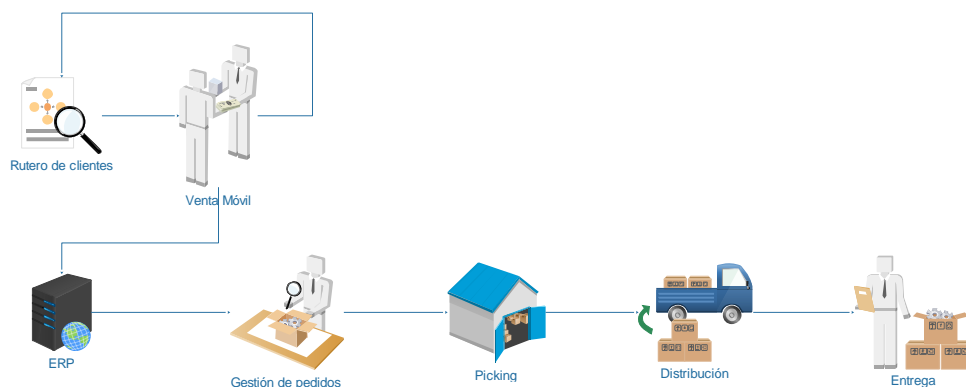 Rutero de clientes
Venta Móvil
ERP
Gestión de pedidos
Picking
Distribución
Entrega